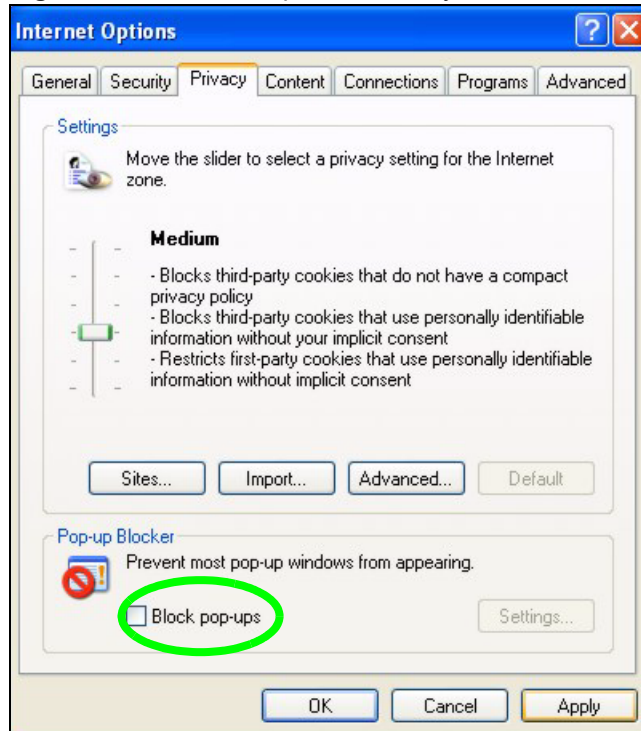 Internet Options
General Security Privacy Content Connections Programs Advanced
Settings
Move the slider to select a privacy setting for the Internet
zone.
Medium
- Blocks third-party cookies that do not have a compact
privacy policy
- Blocks third-party cookies that use personally identifiable
information without your implicit consent
- Restricts first-party cookies that use personally identifiable
information without implicit consent
Sites... Import... Advanced... Default
Pop-up Blocker
Prevent most pop-up windows from appearing.
Block pop-ups Settings...
OK Cancel Apply